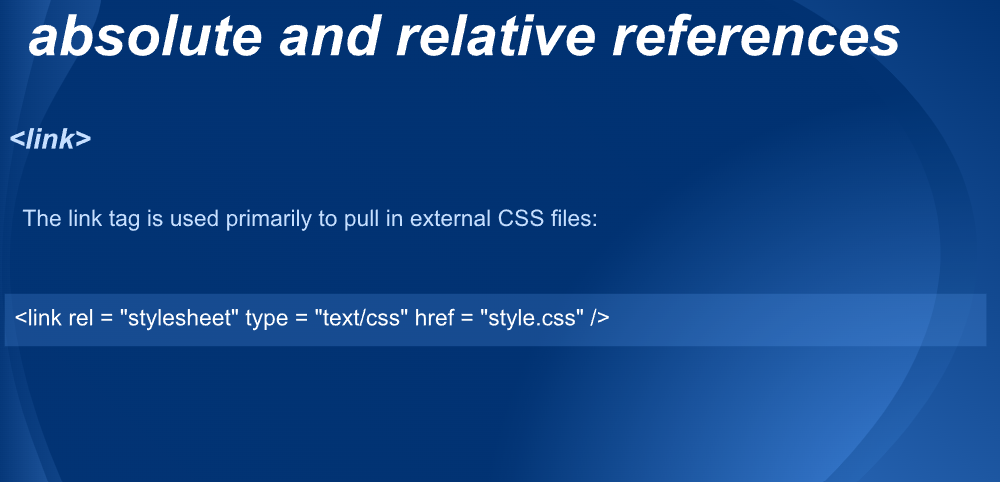 absolute and relative references
<link>
The link tag is used primarily to pull in external CSS files:
<link rel = "stylesheet" type = "text/css" href = "style.css" />